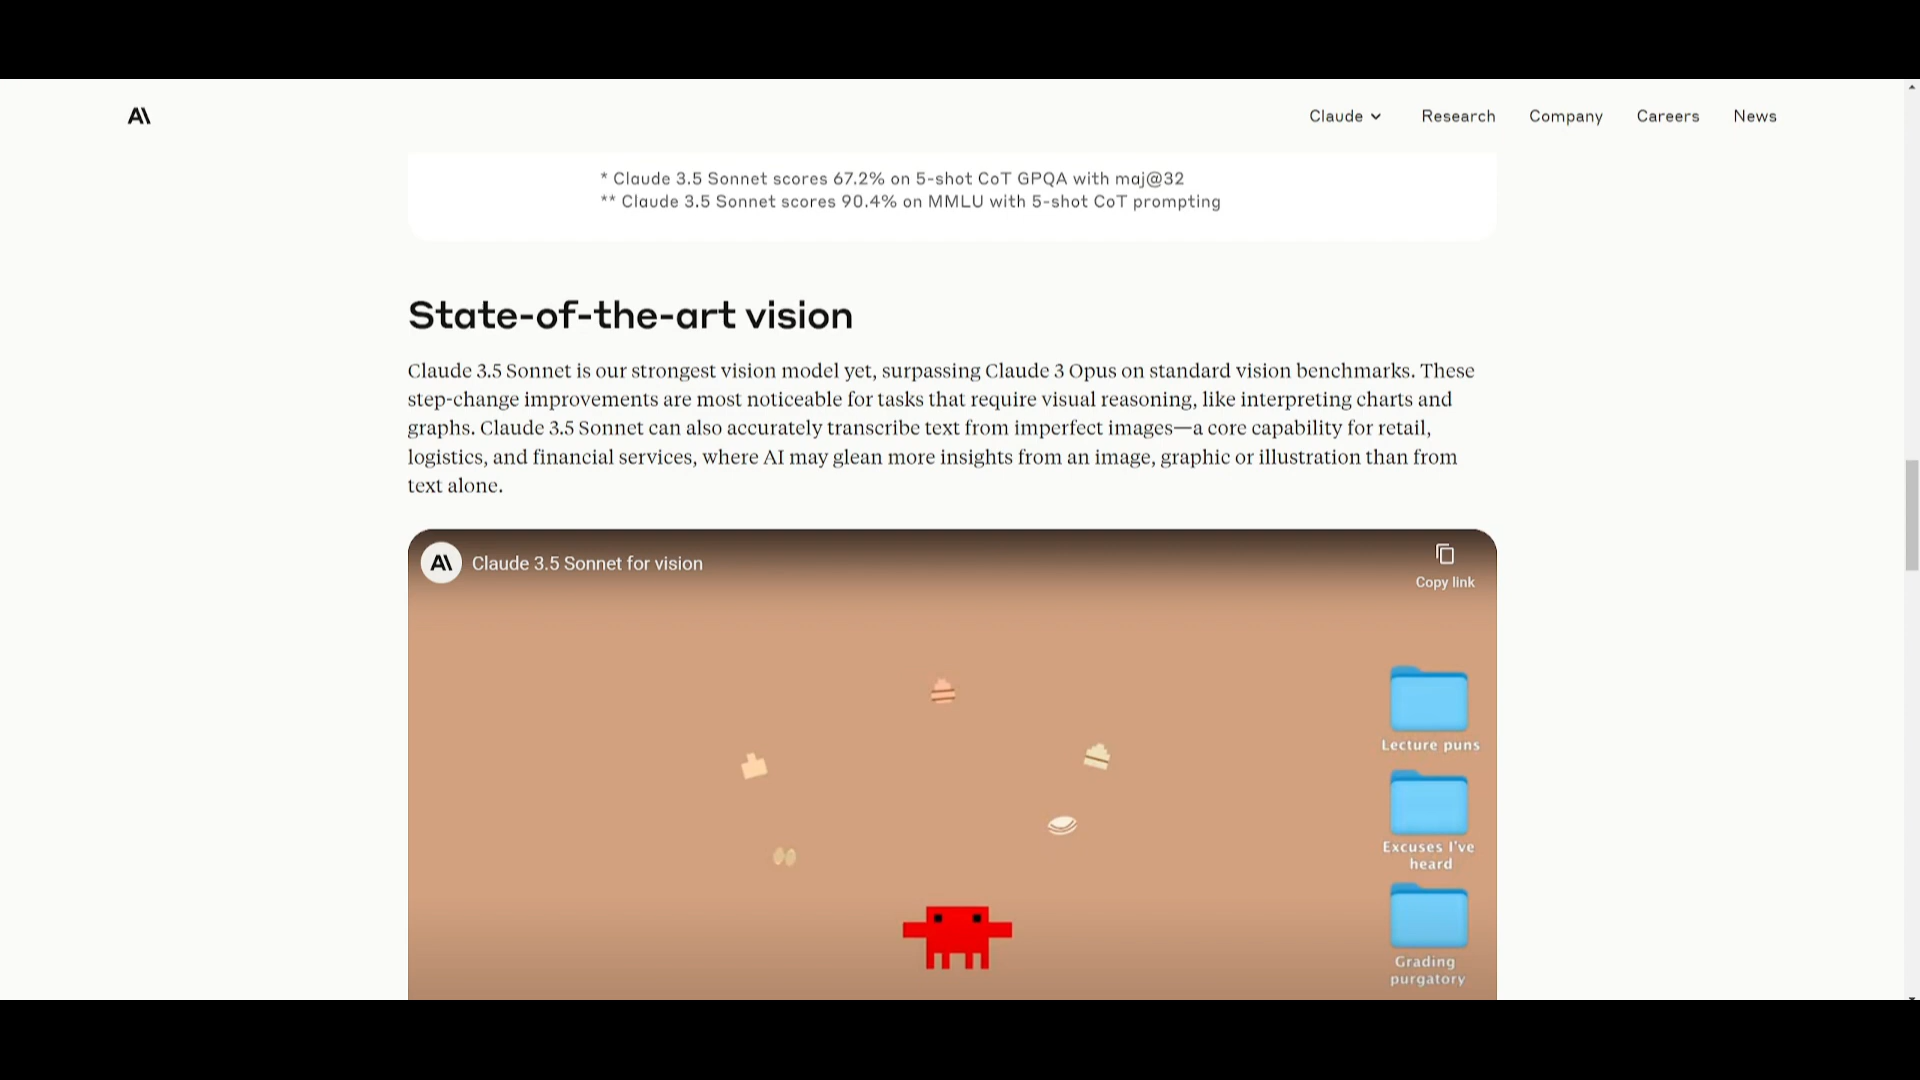 Claude
Research
Company
Careers
News
* Claude 3.5 Sonnet scores 67.2% on 5-shot CoT GPQA with maj@32
** Claude 3.5 Sonnet scores 90.4% on MMLU with 5-shot CoT prompting
State-of-the-art vision
Claude 3.5 Sonnet is our strongest vision model yet, surpassing Claude 3 Opus on standard vision benchmarks. These
step-change improvements are most noticeable for tasks that require visual reasoning, like interpreting charts and
graphs. Claude 3.5 Sonnet can also accurately transcribe text from imperfect images—a core capability for retail,
logistics, and financial services, where AI may glean more insights from an image, graphic or illustration than from
text alone.
Claude 3.5 Sonnet for vision
Copy link
Lecture puns
Excuses I've
heard
Grading
purgatory